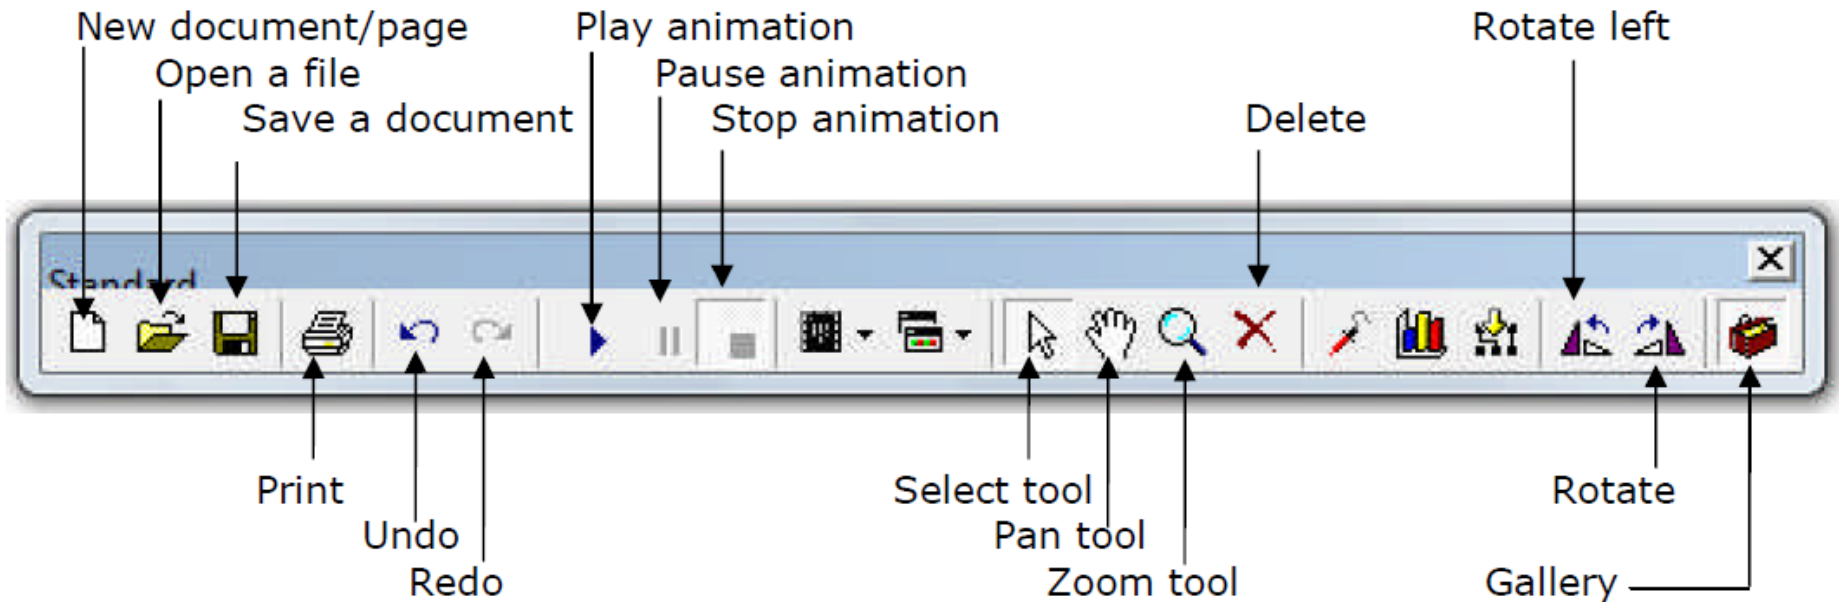 New document/page
Play animation
Rotate left
Open a file
Pause animation
Save a document
Stop animation
Delete
Standard
Print
Select tool
Rotate
Undo
Pan tool
Redo
Zoom tool
Gallery